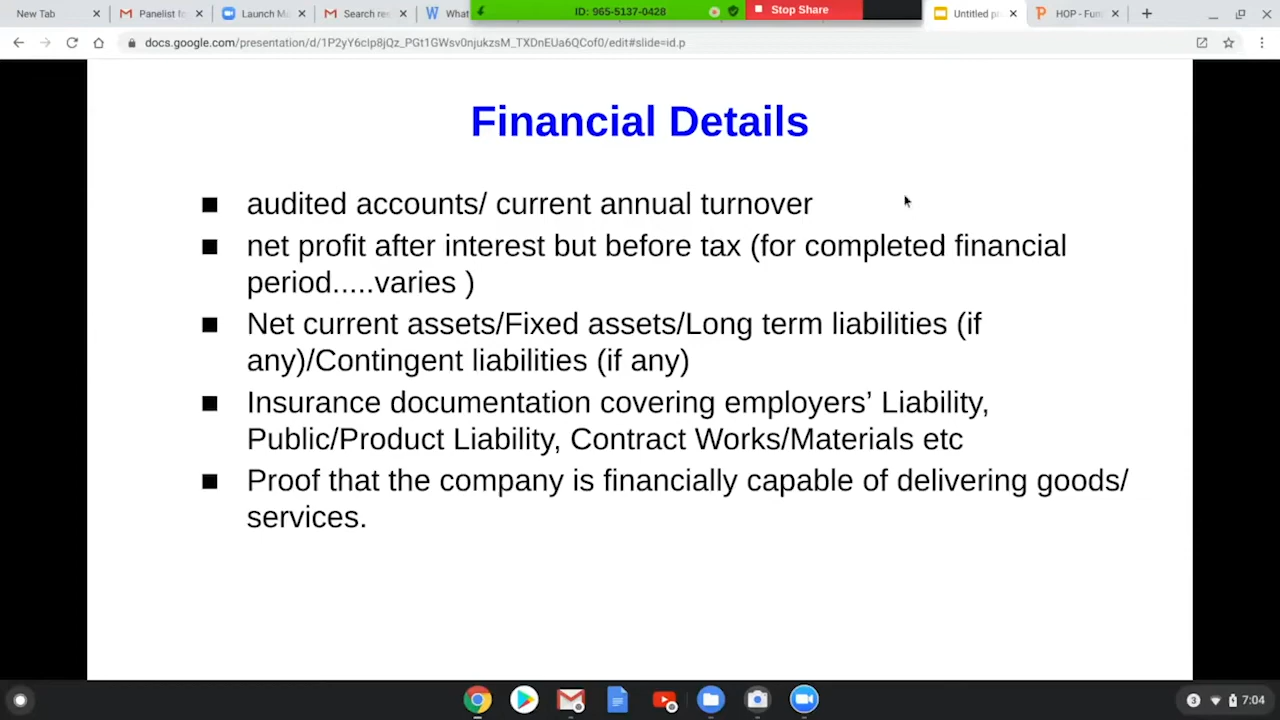 New Tab
Panelist f
Launch M
Search re
What
ID: 965-5137-0428
Stop Share
Untitled p
HOP - Fun
docs.google.com/presentation/d/1P2yY6cip8jQz_PGt1GWsv0njukzsM_TXDnEUa6QCof0/edit#slide=id.p
Financial Details
audited accounts/ current annual turnover
net profit after interest but before tax (for completed financial
period.....varies )
Net current assets/Fixed assets/Long term liabilities (if
any)/Contingent liabilities (if any)
Insurance documentation covering employers’ Liability,
Public/Product Liability, Contract Works/Materials etc
Proof that the company is financially capable of delivering goods/
services.
3
7:04